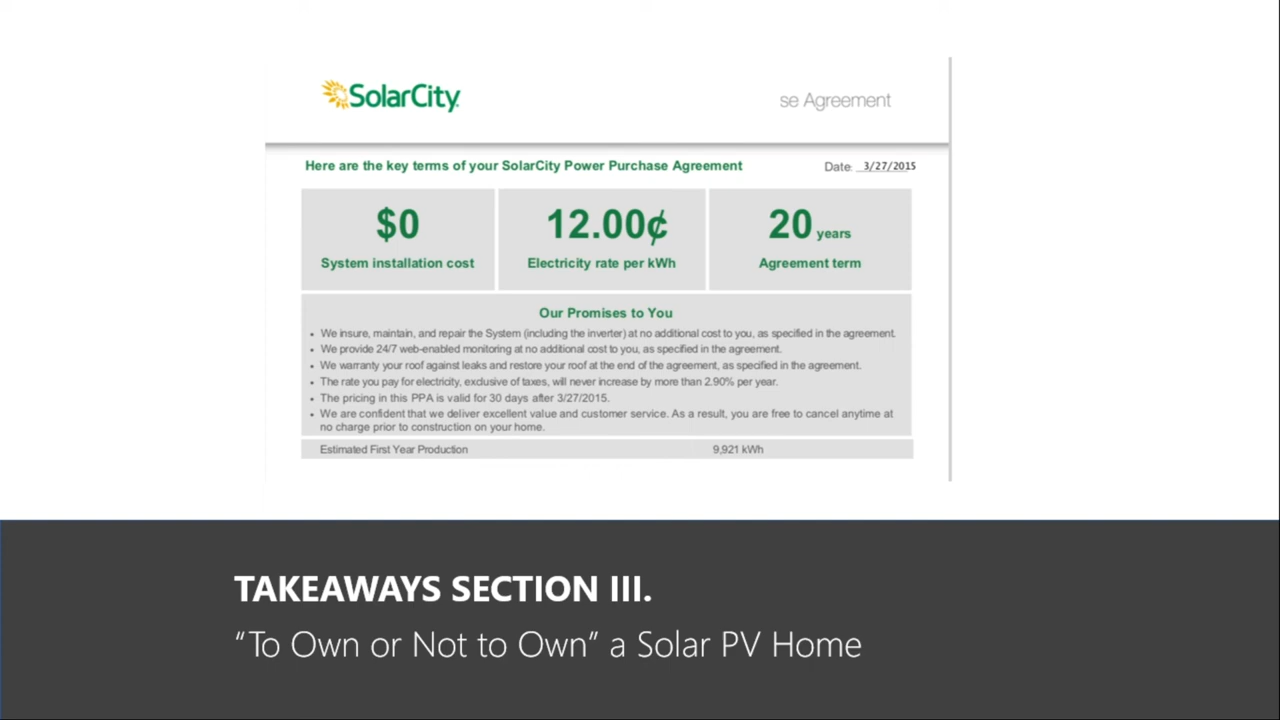 SolarCity
se Agreement
Here are the key terms of your SolarCity Power Purchase Agreement
Date: 3/27/2015
$0
System installation cost
12.00¢
Electricity rate per kWh
20 years
Agreement term
Our Promises to You
• We insure, maintain, and repair the System (including the inverter) at no additional cost to you, as specified in the agreement.
• We provide 24/7 web-enabled monitoring at no additional cost to you, as specified in the agreement.
• We warranty your roof against leaks and restore your roof at the end of the agreement, as specified in the agreement.
• The rate you pay for electricity, exclusive of taxes, will never increase by more than 2.90% per year.
• The pricing in this PPA is valid for 30 days after 3/27/2015.
• We are confident that we deliver excellent value and customer service. As a result, you are free to cancel anytime at
no charge prior to construction on your home.
Estimated First Year Production 9,921 kWh
TAKEAWAYS SECTION III.
“To Own or Not to Own” a Solar PV Home